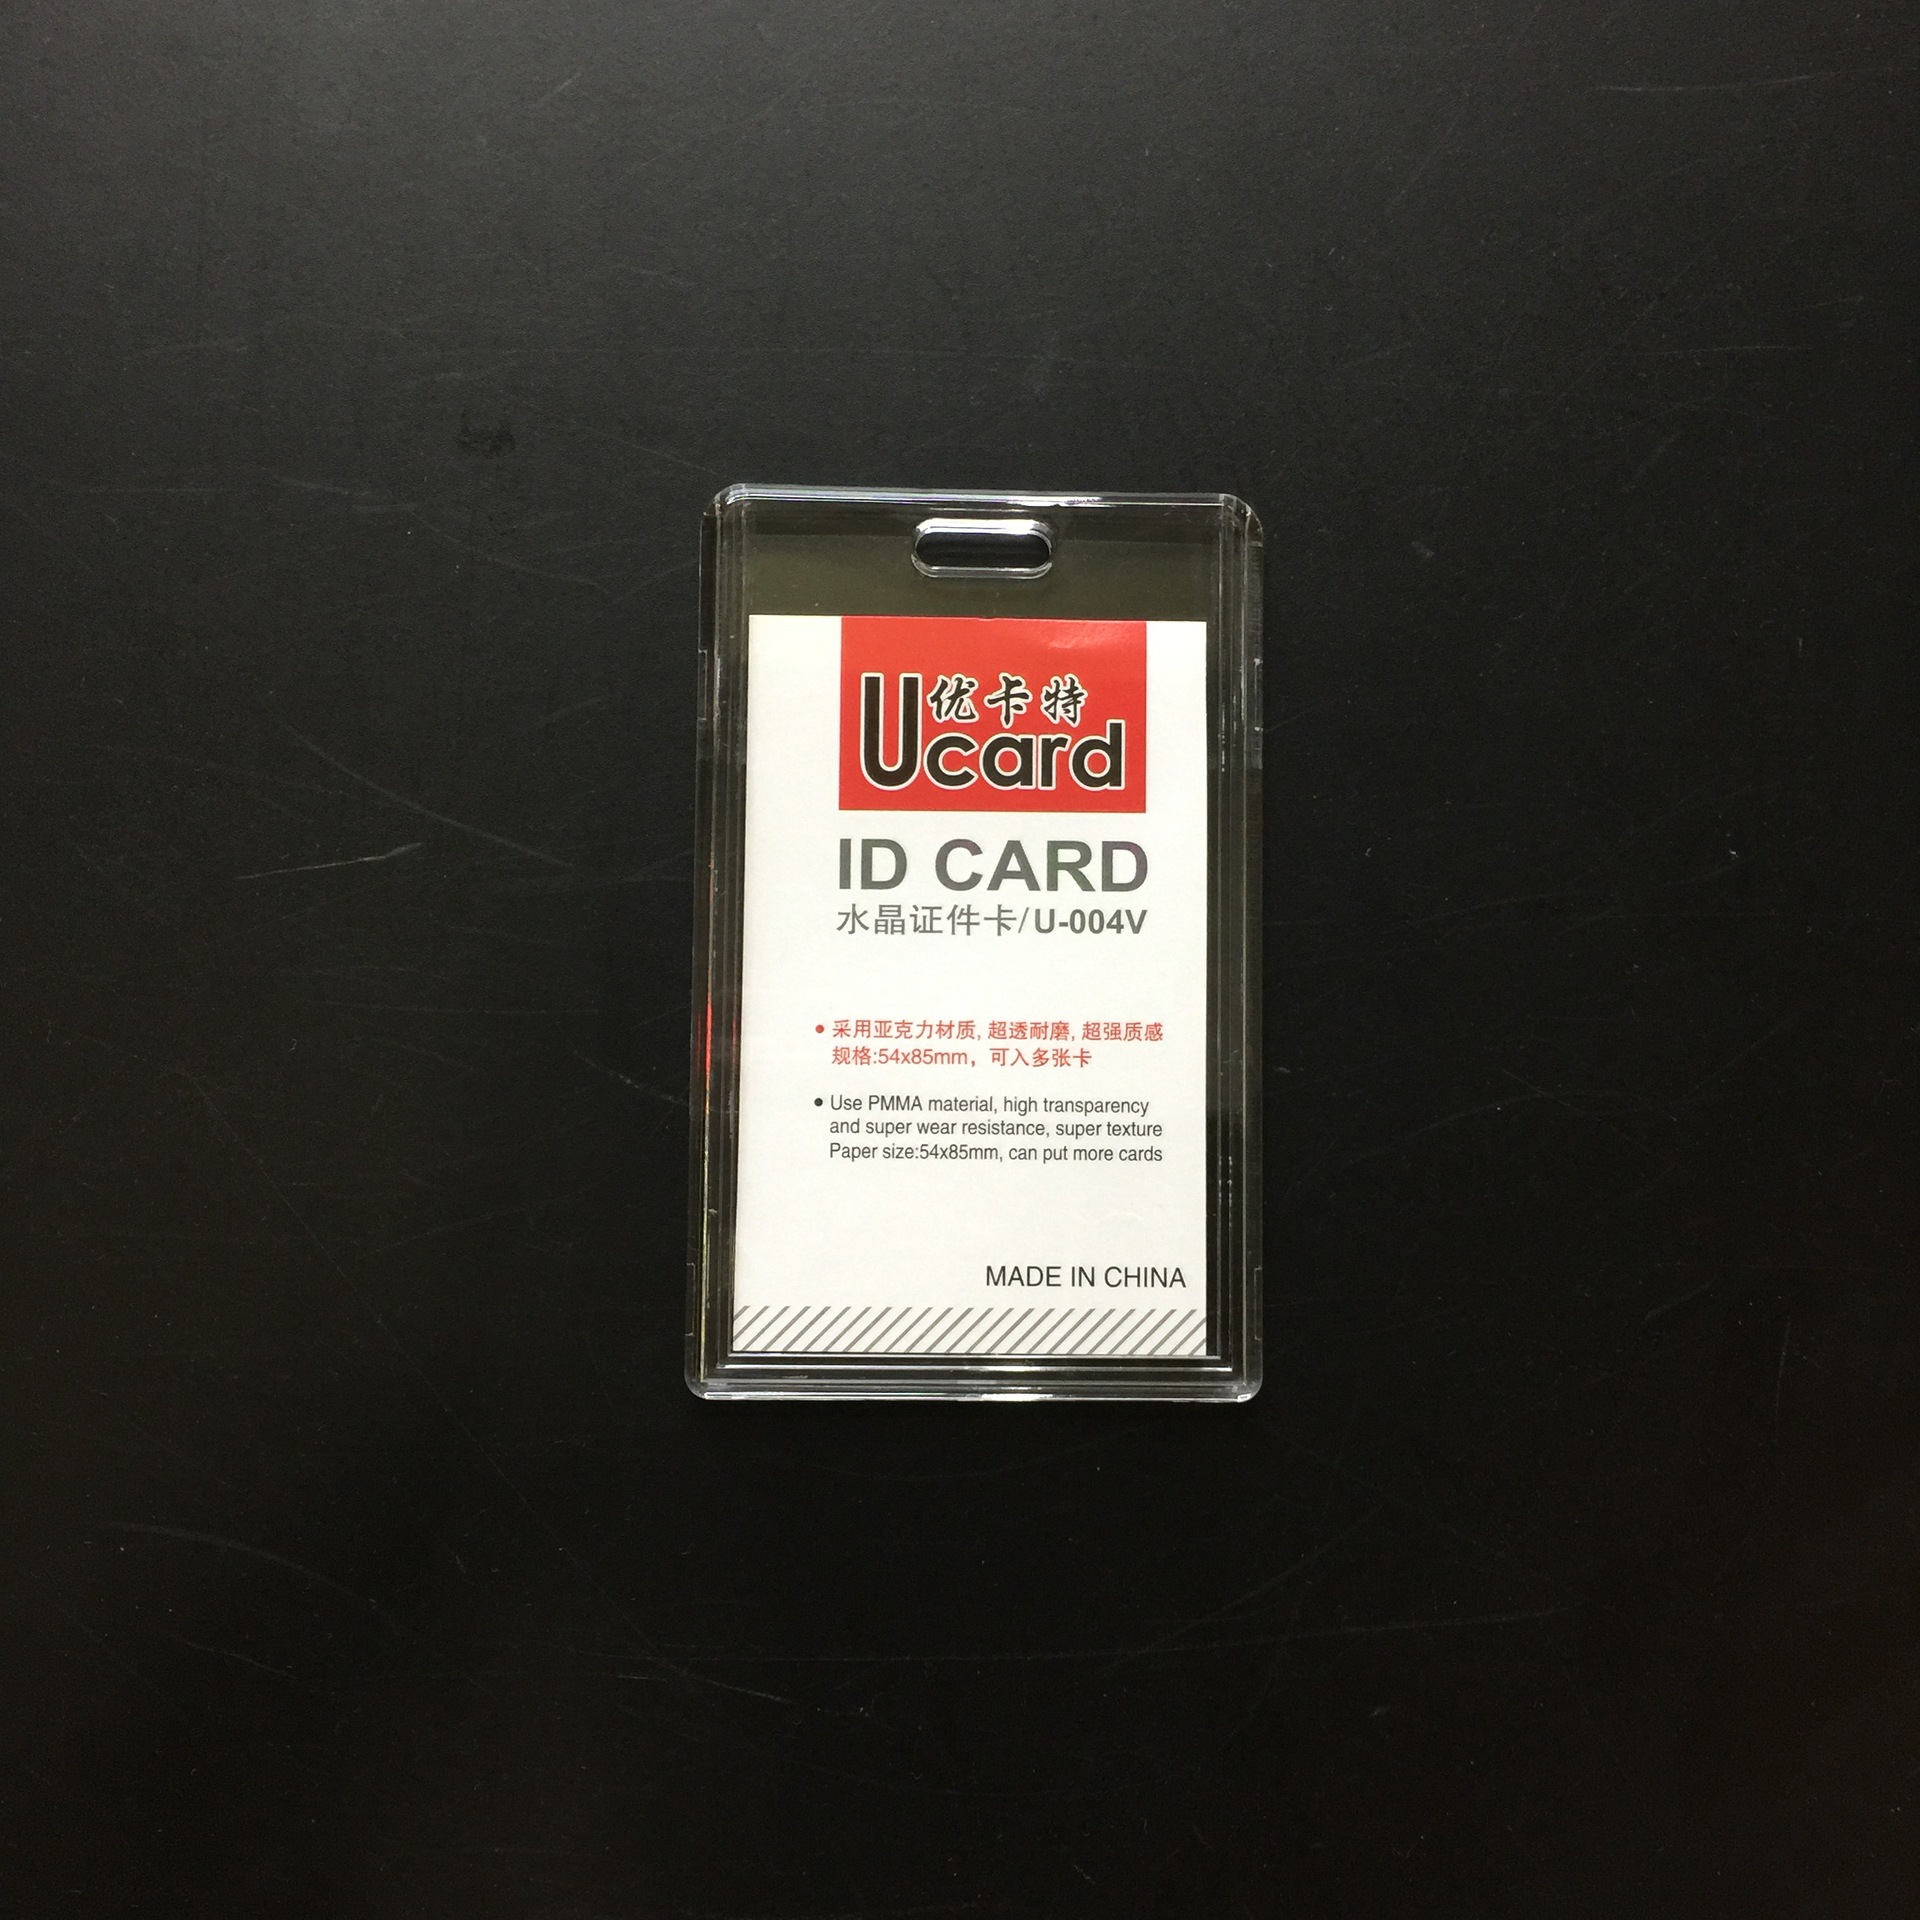 优卡特
Ucard
ID CARD
水晶证件卡/U-004V
• 采用亚克力材质, 超透耐磨, 超强质感
规格:54x85mm，可入多张卡
• Use PMMA material, high transparency
and super wear resistance, super texture
Paper size:54x85mm, can put more cards
MADE IN CHINA